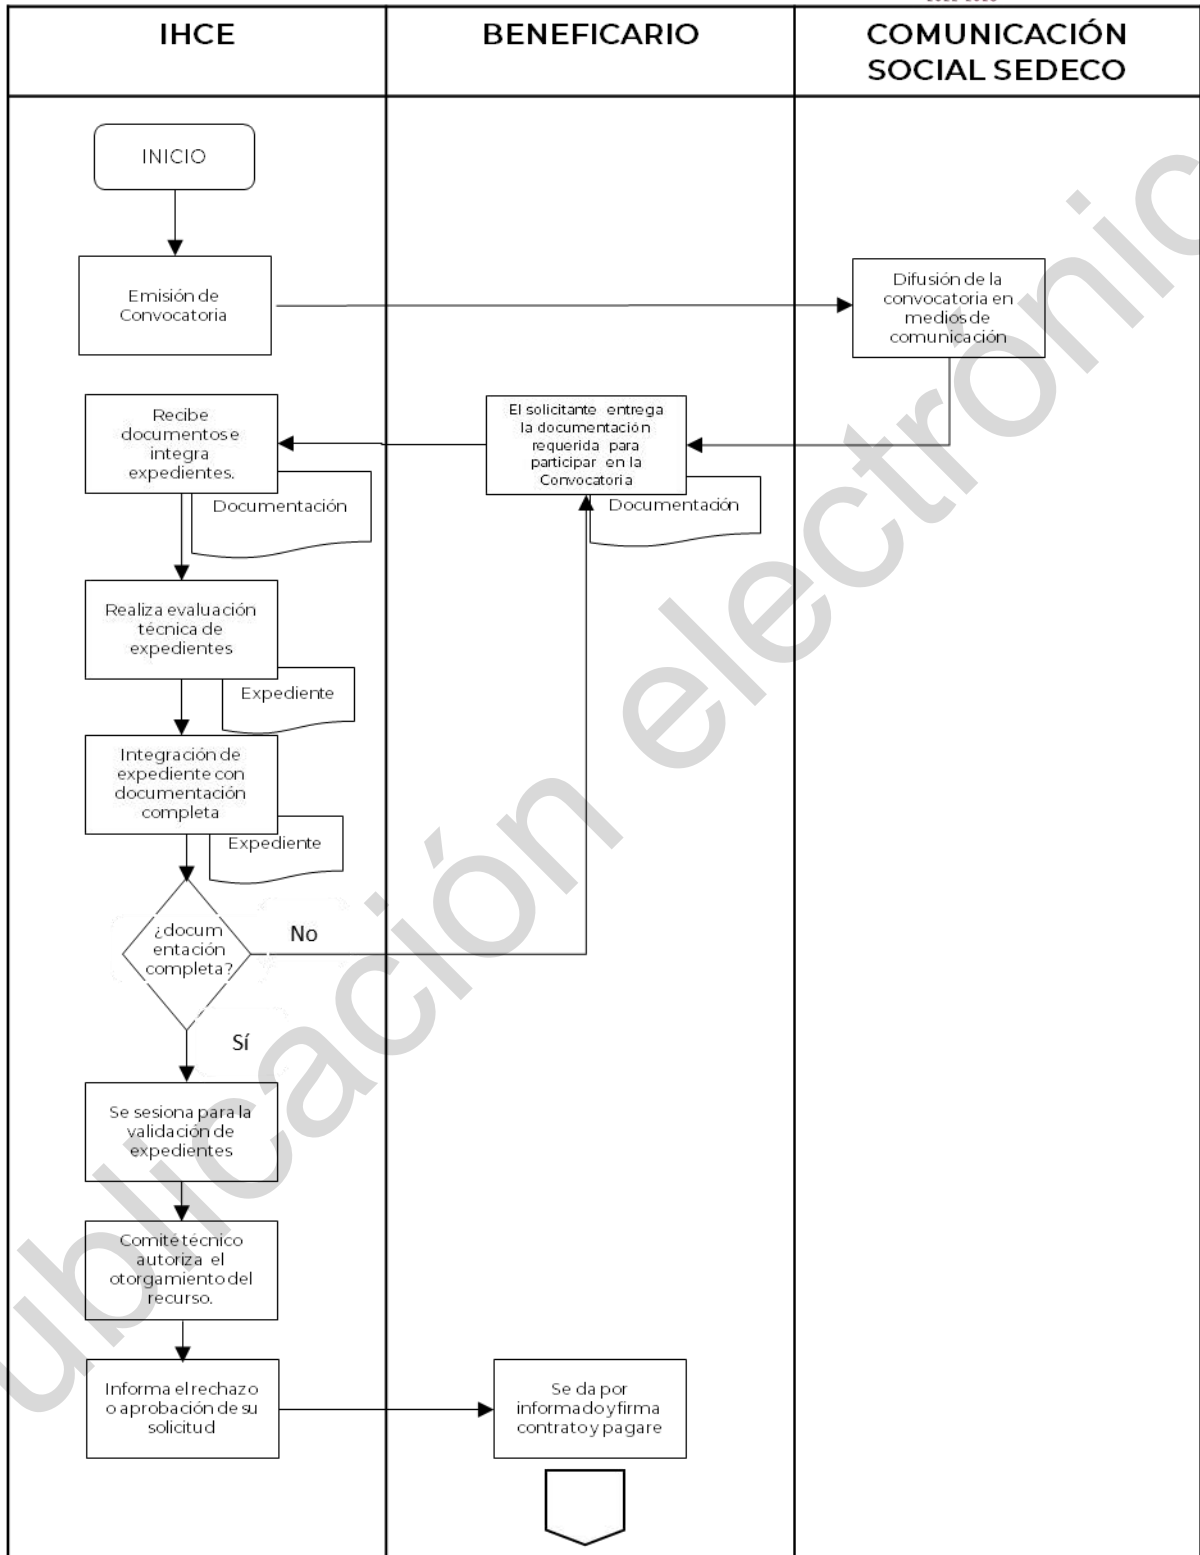 IHCE
BENEFICARIO
COMUNICACIÓN
SOCIAL SEDECO
INICIO
Emisión de
Convocatoria
Difusión de la
convocatoria en
medios de
comunicación
Recibe
documentos e
integra
expedientes.
Documentación
El solicitante entrega
la documentación
requerida para
participar en la
Convocatoria
Documentación
Realiza evaluación
técnica de
expedientes
Expediente
Integración de
expediente con
documentación
completa
Expediente
¿docum
entación
completa?
No
Sí
Se sesiona para la
validación de
expedientes
Comité técnico
autoriza el
otorgamiento del
recurso.
Informa el rechazo
o aprobación de su
solicitud
Se da por
informado y firma
contrato y pagare
ublicación electrónic